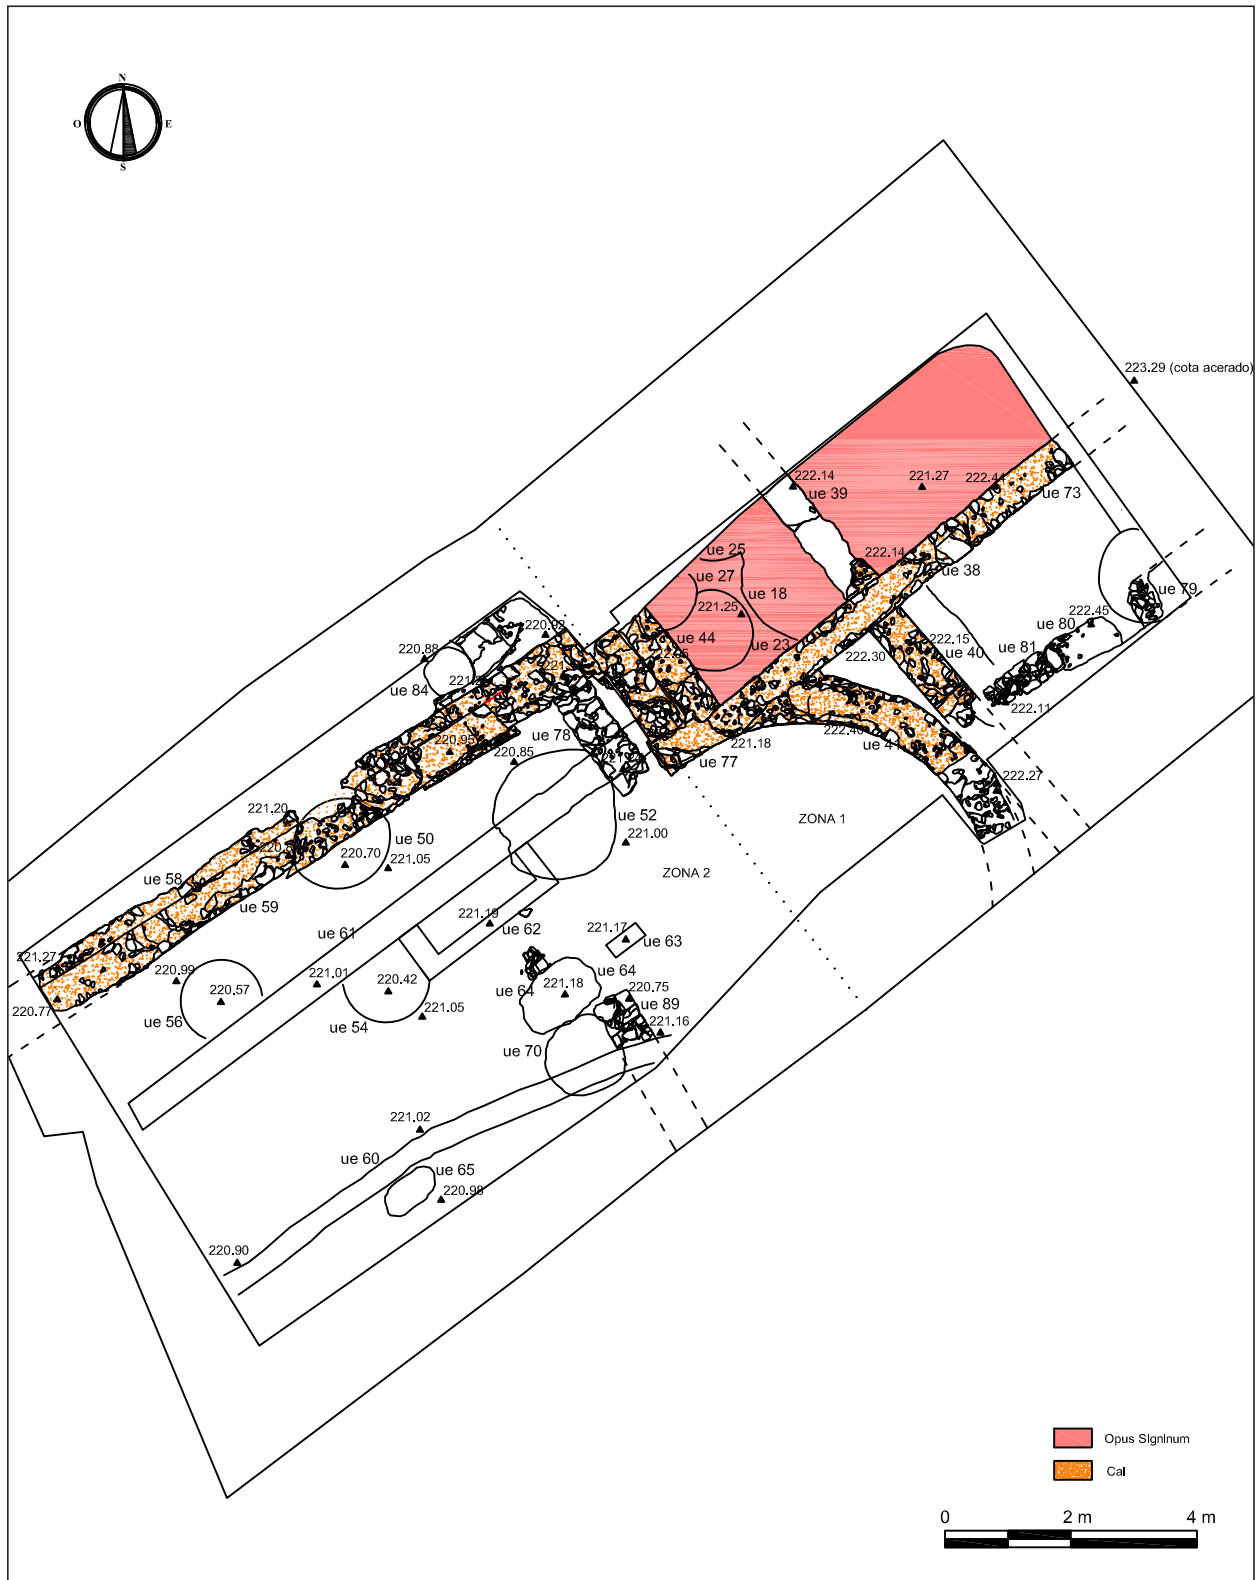 N
O
E
S
223.29 (cota acerado)
222.14
ue 39
221.27
222.44
ue 73
ue 25
222.14
ue 38
ue 27
ue 18
221.25
ue 79
222.45
ue 80
220.92
ue 44
ue 23
222.15
ue 40
ue 81
220.88
222.30
ue 84
222.11
ue 78
222.40
ue 41
221.18
220.95
220.85
ue 77
222.27
221.20
ue 52
ZONA 1
ue 50
221.00
220.70
221.05
ZONA 2
ue 58
ue 59
221.19
ue 62
ue 61
221.17
ue 63
221.27
220.99
221.01
220.42
ue 64
ue 64
221.18
220.75
220.57
ue 89
220.77
ue 56
ue 54
221.05
221.16
ue 70
221.02
ue 60
ue 65
220.98
220.90
Opus Signinum
Cal
0 2 m 4 m